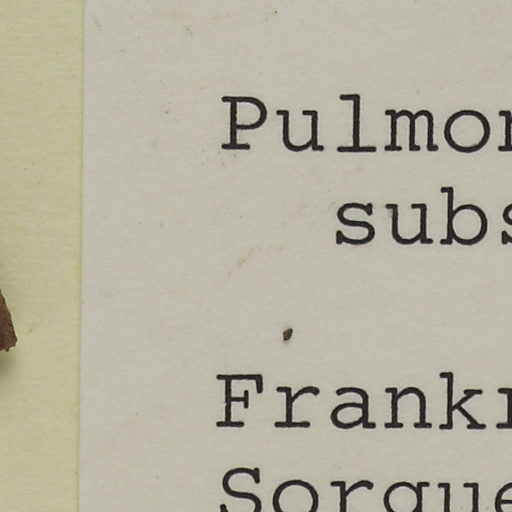 Pulmon
subs
Frankr
Sorgue